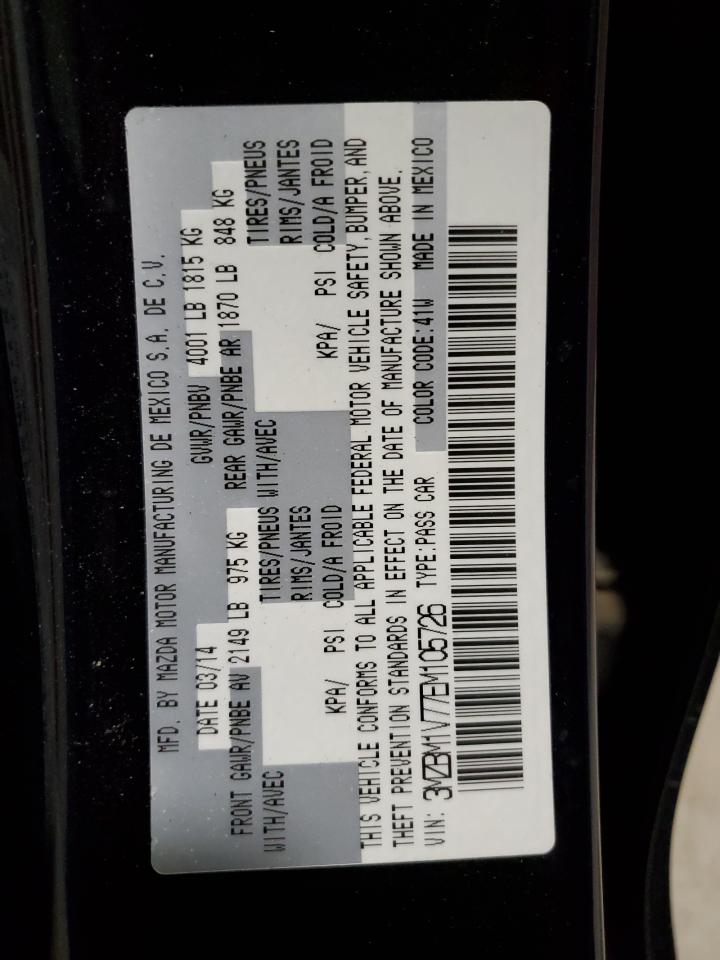 MFD. BY MAZDA MOTOR MANUFACTURING DE MEXICO S.A. DE C.V.
DATE 03/14 GVWR/PNBV 4001 LB 1815 KG
FRONT GAWR/PNBE AV 2149 LB 975 KG REAR GAWR/PNBE AR 1870 LB 848 KG
WITH/AVEC TIRES/PNEUS WITH/AVEC TIRES/PNEUS
RIMS/JANTES RIMS/JANTES
KPA/ PSI COLD/A FROID KPA/ PSI COLD/A FROID
THIS VEHICLE CONFORMS TO ALL APPLICABLE FEDERAL MOTOR VEHICLE SAFETY,BUMPER,AND
THEFT PREVENTION STANDARDS IN EFFECT ON THE DATE OF MANUFACTURE SHOWN ABOVE.
VIN: 3MZBM1V77EM105726 TYPE:PASS CAR COLOR CODE:41W MADE IN MEXICO